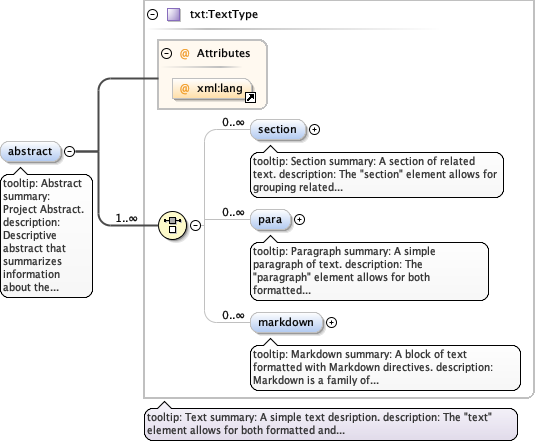 txt:TextType
@ Attributes
@ xml:lang
abstract
tooltip: Abstract
summary:
Project Abstract.
description:
Descriptive
abstract that
summarizes
information
about the...
1..∞
0..∞
section
tooltip: Section summary: A section of related
text. description: The "section" element allows for
grouping related...
0..∞
para
tooltip: Paragraph summary: A simple
paragraph of text. description: The
"paragraph" element allows for both
formatted...
0..∞
markdown
tooltip: Markdown summary: A block of text
formatted with Markdown directives. description:
Markdown is a family of...
tooltip: Text summary: A simple text desription. description: The "text"
element allows for both formatted and...